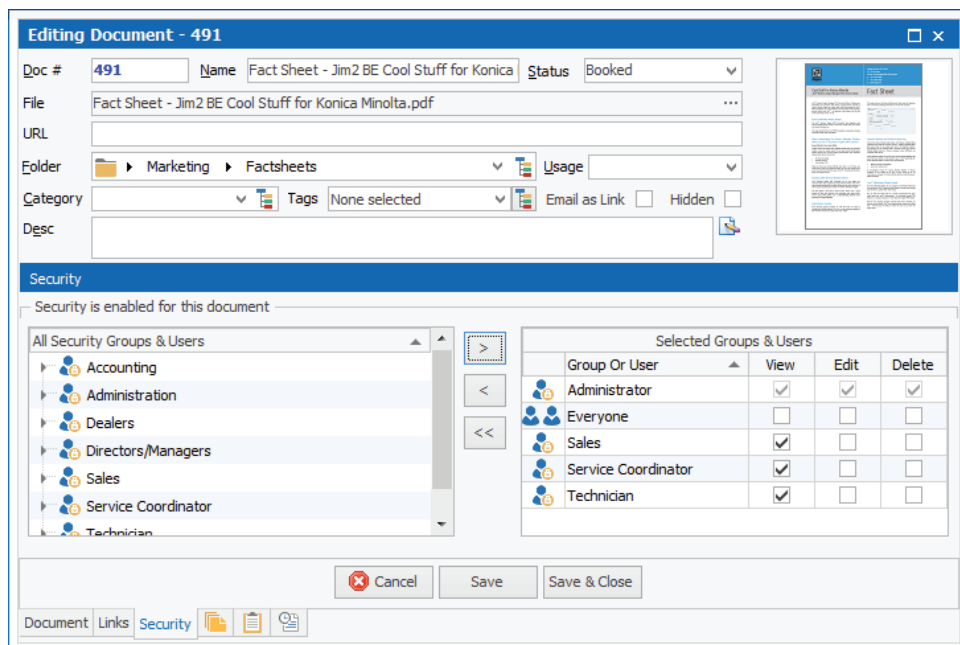 Editing Document - 491
Doc # 491 Name Fact Sheet - Jim2 BE Cool Stuff for Konica Status Booked
File Fact Sheet - Jim2 BE Cool Stuff for Konica Minolta.pdf ...
URL
Folder Marketing Factsheets Usage
Category Tags None selected Email as Link Hidden
Desc
Fact Sheet
Security
Security is enabled for this document
All Security Groups & Users
Accounting
Administration
Dealers
Directors/Managers
Sales
Service Coordinator
Technician
>
<
<<
Selected Groups & Users
Group Or User View Edit Delete
Administrator
Everyone
Sales
Service Coordinator
Technician
Cancel Save Save & Close
Document Links Security